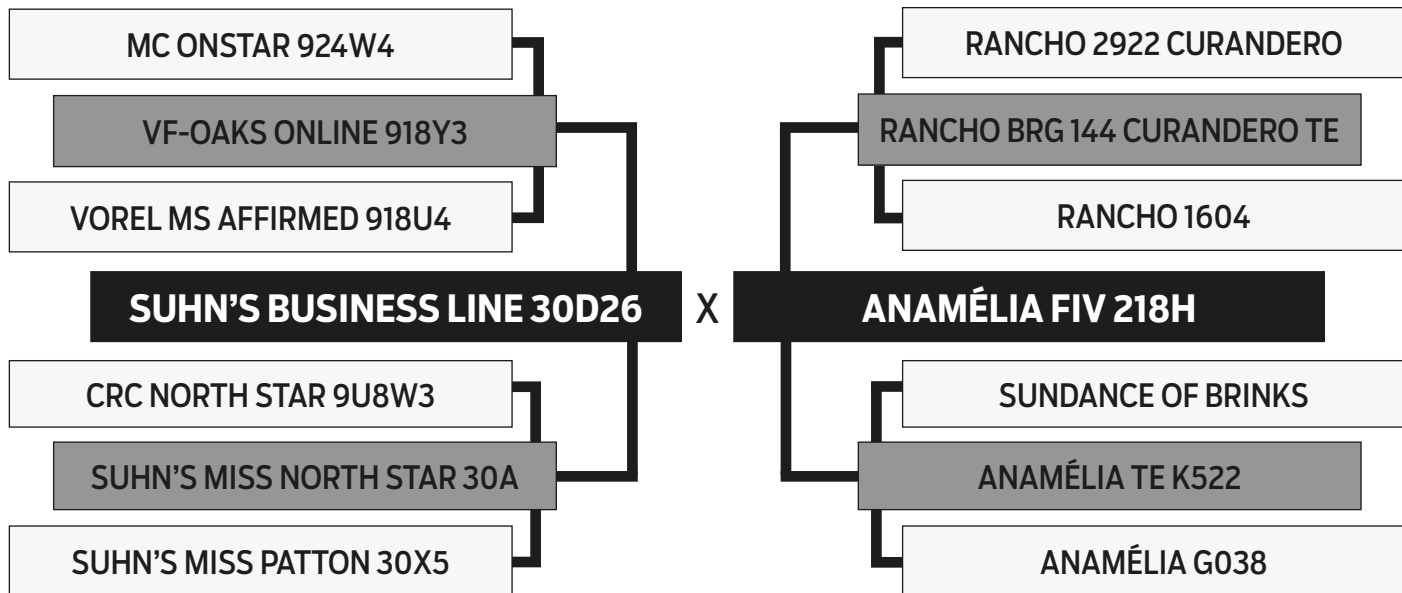 MC ONSTAR 924W4
VF-OAKS ONLINE 918Y3
VOREL MS AFFIRMED 918U4
SUHN’S BUSINESS LINE 30D26
CRC NORTH STAR 9U8W3
SUHN’S MISS NORTH STAR 30A
SUHN’S MISS PATTON 30X5
X
RANCHO 2922 CURANDERO
RANCHO BRG 144 CURANDERO TE
RANCHO 1604
ANAMÉLIA FIV 218H
SUNDANCE OF BRINKS
ANAMÉLIA TE K522
ANAMÉLIA G038